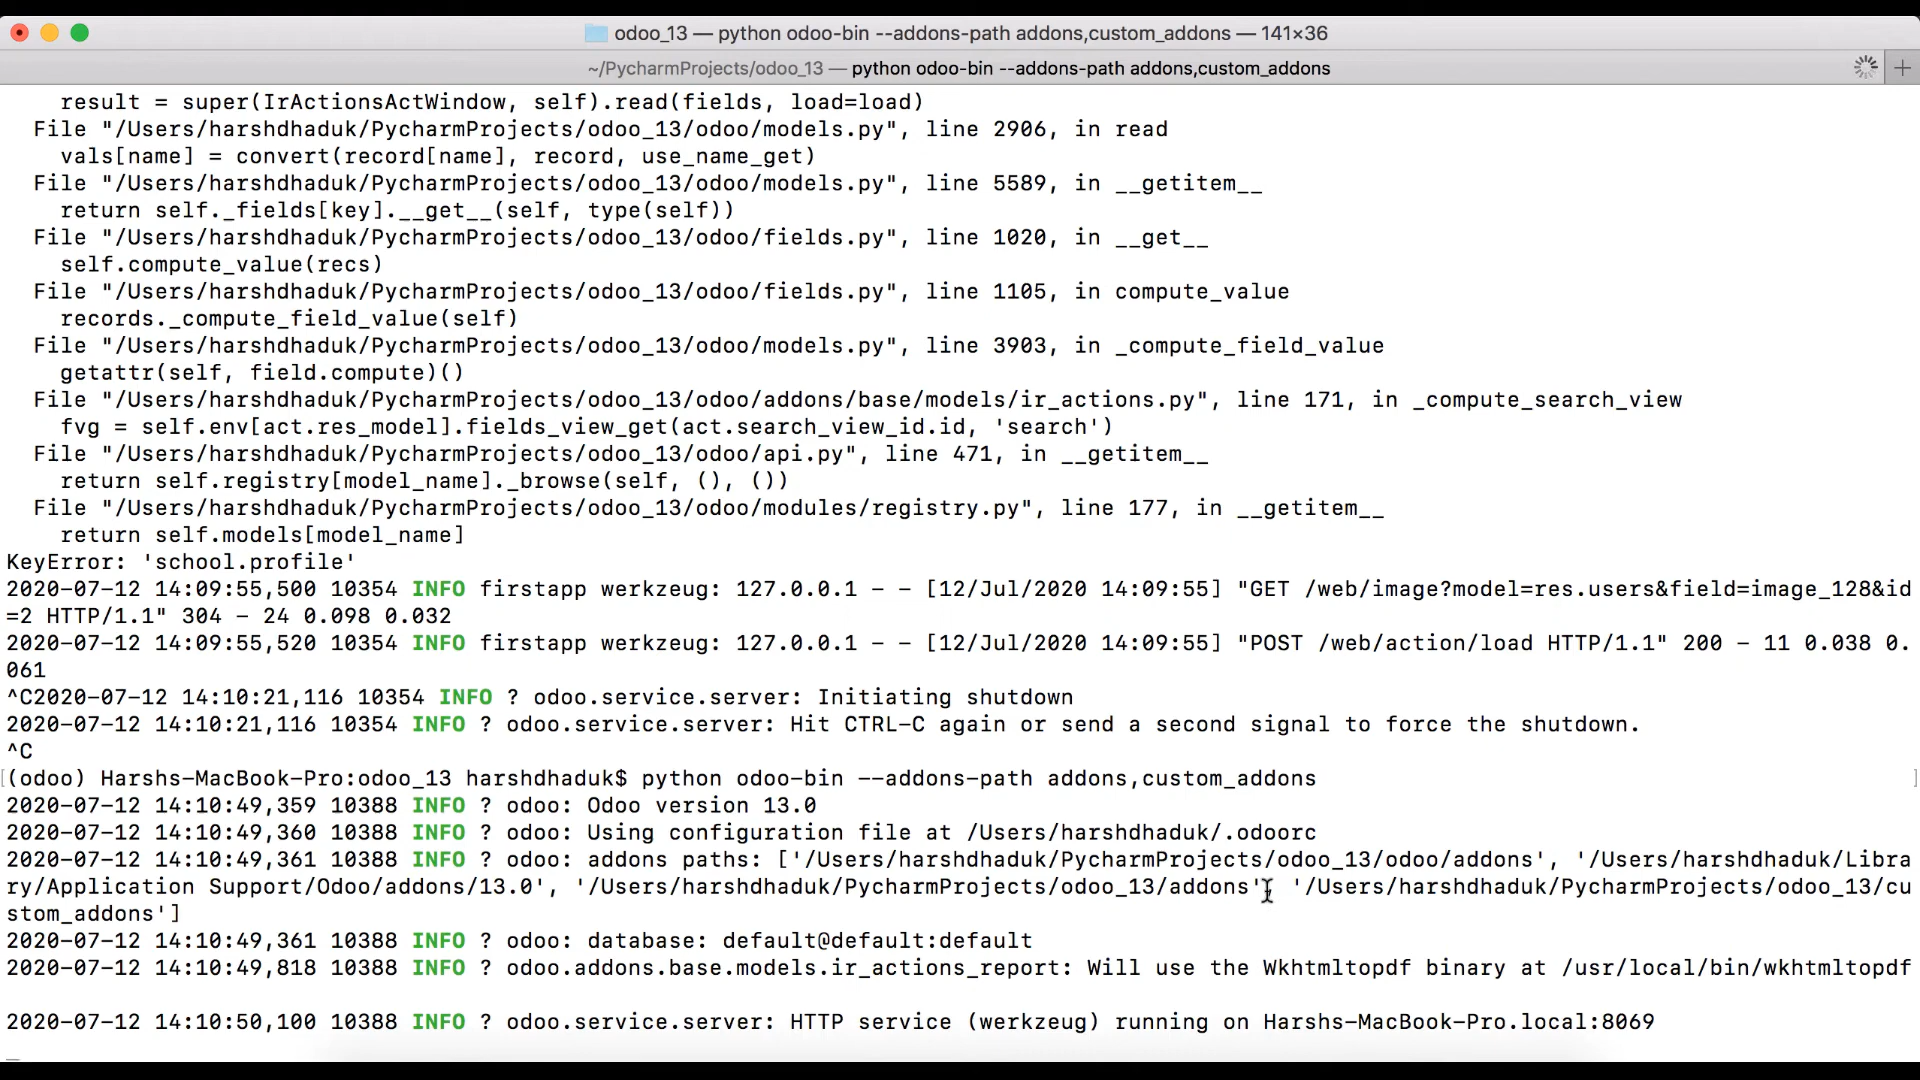 odoo_13 — python odoo-bin --addons-path addons,custom_addons — 141×36
~/PycharmProjects/odoo_13 — python odoo-bin --addons-path addons,custom_addons
result = super(IrActionsActWindow, self).read(fields, load=load)
File "/Users/harshdhaduk/PycharmProjects/odoo_13/odoo/models.py", line 2906, in read
vals[name] = convert(record[name], record, use_name_get)
File "/Users/harshdhaduk/PycharmProjects/odoo_13/odoo/models.py", line 5589, in __getitem__
return self._fields[key].__get__(self, type(self))
File "/Users/harshdhaduk/PycharmProjects/odoo_13/odoo/fields.py", line 1020, in __get__
self.compute_value(recs)
File "/Users/harshdhaduk/PycharmProjects/odoo_13/odoo/fields.py", line 1105, in compute_value
records._compute_field_value(self)
File "/Users/harshdhaduk/PycharmProjects/odoo_13/odoo/models.py", line 3903, in _compute_field_value
getattr(self, field.compute)()
File "/Users/harshdhaduk/PycharmProjects/odoo_13/odoo/addons/base/models/ir_actions.py", line 171, in _compute_search_view
fvg = self.env[act.res_model].fields_view_get(act.search_view_id.id, 'search')
File "/Users/harshdhaduk/PycharmProjects/odoo_13/odoo/api.py", line 471, in __getitem__
return self.registry[model_name]._browse(self, (), ())
File "/Users/harshdhaduk/PycharmProjects/odoo_13/odoo/modules/registry.py", line 177, in __getitem__
return self.models[model_name]
KeyError: 'school.profile'
2020-07-12 14:09:55,500 10354 INFO firstapp werkzeug: 127.0.0.1 - - [12/Jul/2020 14:09:55] "GET /web/image?model=res.users&field=image_128&id
=2 HTTP/1.1" 304 - 24 0.098 0.032
2020-07-12 14:09:55,520 10354 INFO firstapp werkzeug: 127.0.0.1 - - [12/Jul/2020 14:09:55] "POST /web/action/load HTTP/1.1" 200 - 11 0.038 0.
061
^C2020-07-12 14:10:21,116 10354 INFO ? odoo.service.server: Initiating shutdown
2020-07-12 14:10:21,116 10354 INFO ? odoo.service.server: Hit CTRL-C again or send a second signal to force the shutdown.
^C
[(odoo) Harshs-MacBook-Pro:odoo_13 harshdhaduk$ python odoo-bin --addons-path addons,custom_addons ]
2020-07-12 14:10:49,359 10388 INFO ? odoo: Odoo version 13.0
2020-07-12 14:10:49,360 10388 INFO ? odoo: Using configuration file at /Users/harshdhaduk/.odoorc
2020-07-12 14:10:49,361 10388 INFO ? odoo: addons paths: ['/Users/harshdhaduk/PycharmProjects/odoo_13/odoo/addons', '/Users/harshdhaduk/Libra
ry/Application Support/Odoo/addons/13.0', '/Users/harshdhaduk/PycharmProjects/odoo_13/addons', '/Users/harshdhaduk/PycharmProjects/odoo_13/cu
stom_addons']
2020-07-12 14:10:49,361 10388 INFO ? odoo: database: default@default:default
2020-07-12 14:10:49,818 10388 INFO ? odoo.addons.base.models.ir_actions_report: Will use the Wkhtmltopdf binary at /usr/local/bin/wkhtmltopdf
2020-07-12 14:10:50,100 10388 INFO ? odoo.service.server: HTTP service (werkzeug) running on Harshs-MacBook-Pro.local:8069